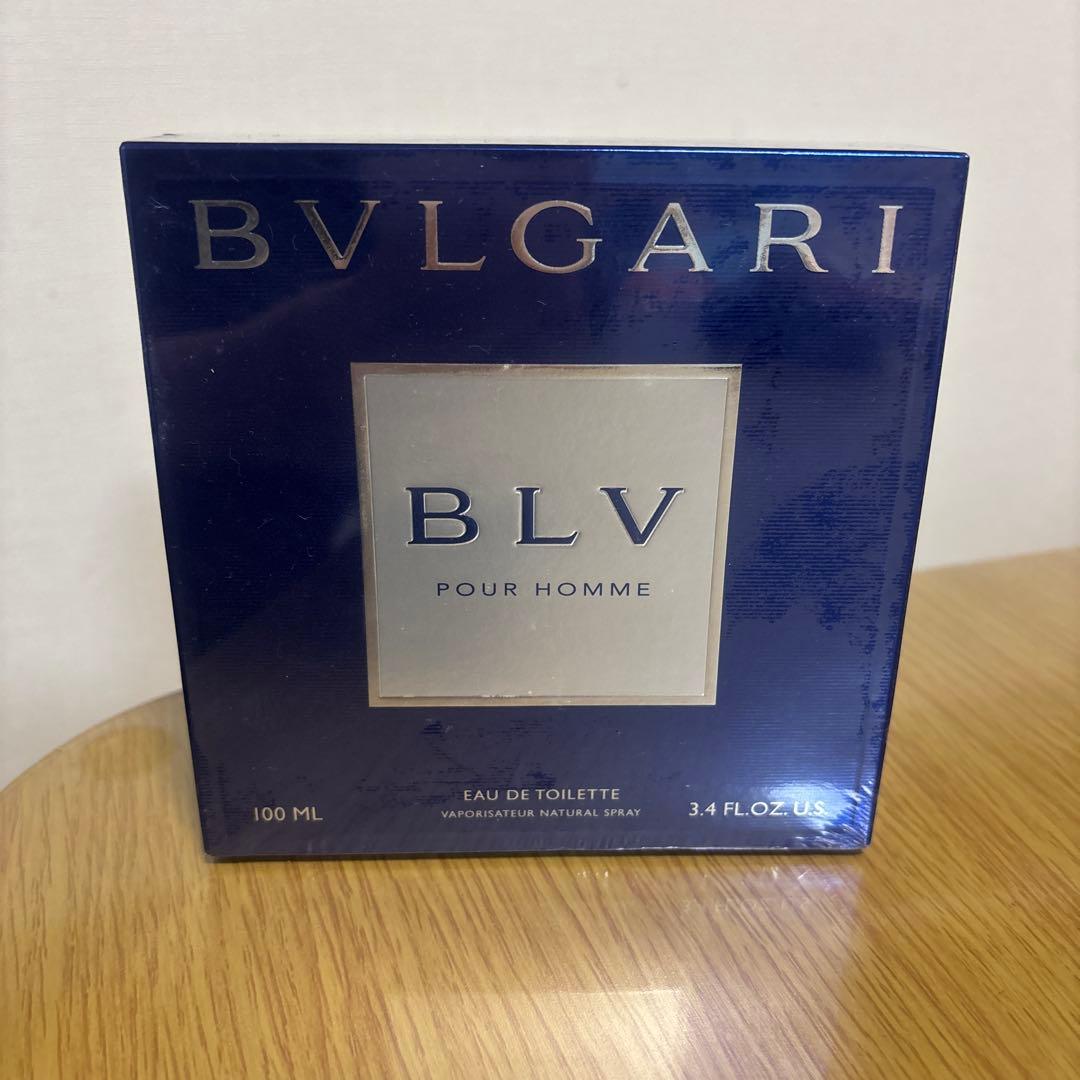 BVLGARI
BLV
POUR HOMME
EAU DE TOILETTE
100 ML
VAPORISATEUR NATURAL SPRAY
3.4 FL.OZ. U.S.